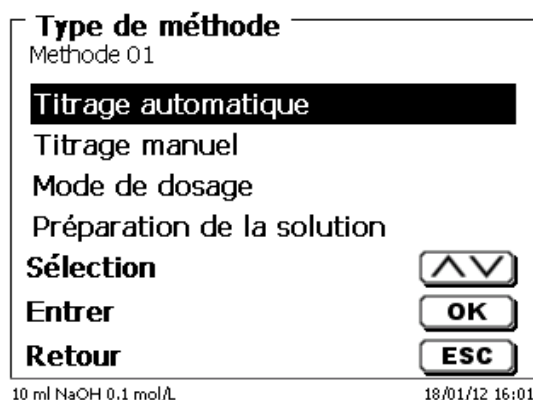 Type de méthode
Methode 01
Titrage automatique
Titrage manuel
Mode de dosage
Préparation de la solution
Sélection
Entrer OK
Retour ESC
10 ml NaOH 0.1 mol/L 18/01/12 16:01